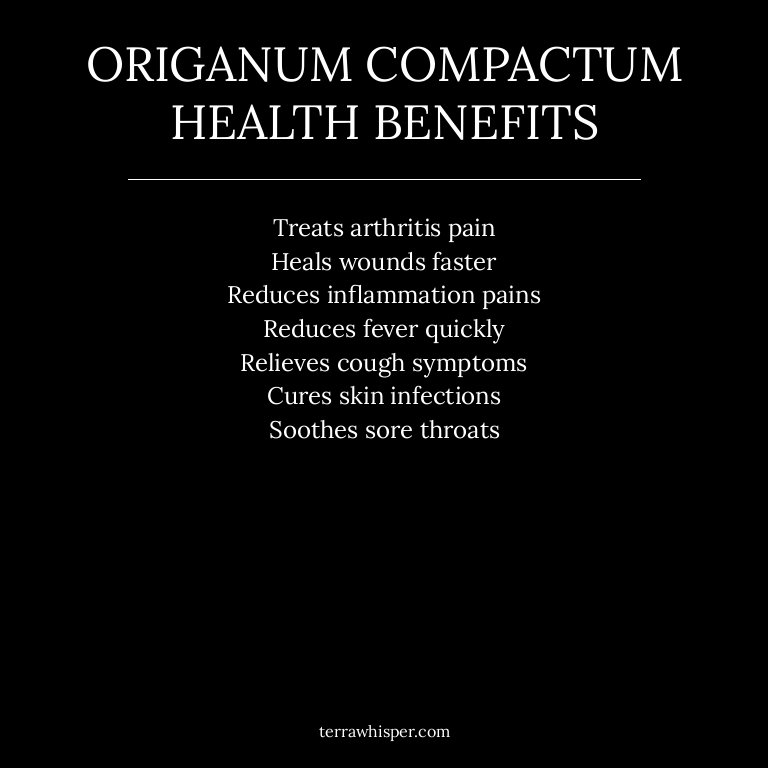 ORIGANUM COMPACTUM
HEALTH BENEFITS
Treats arthritis pain
Heals wounds faster
Reduces inflammation pains
Reduces fever quickly
Relieves cough symptoms
Cures skin infections
Soothes sore throats
terrawhisper.com